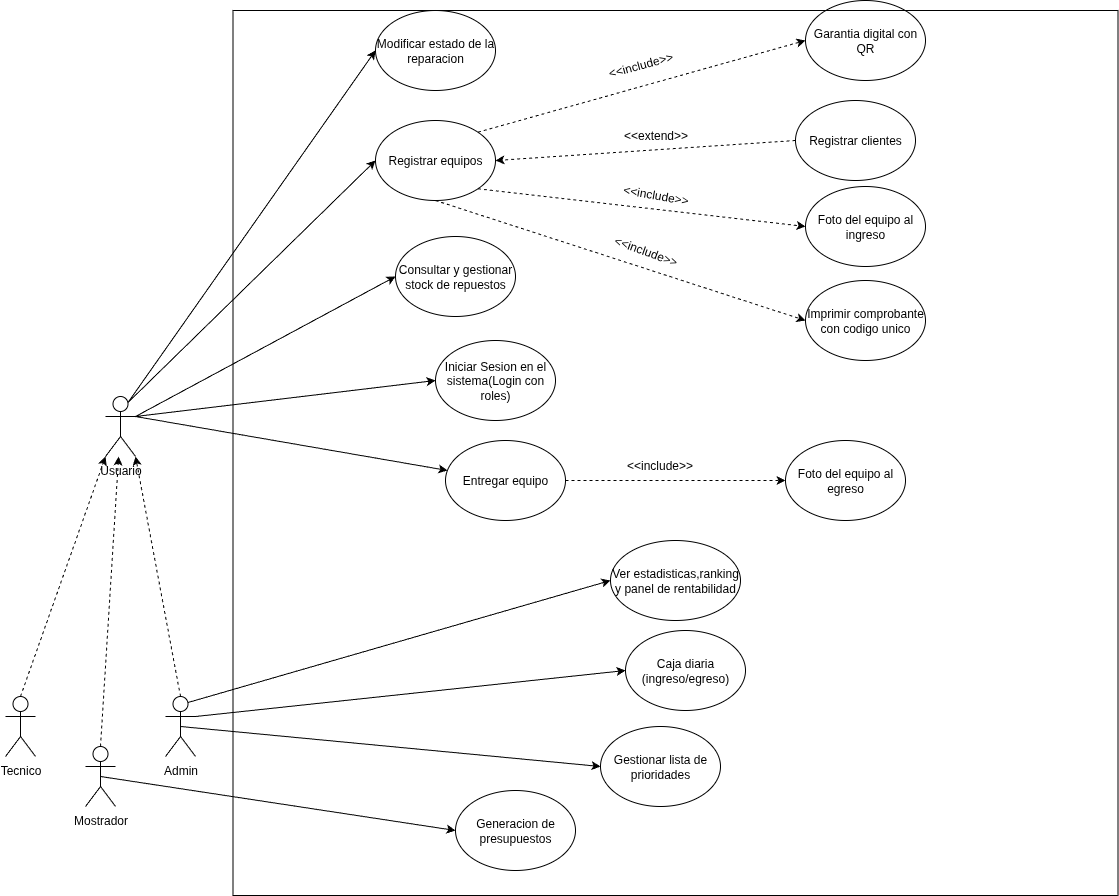 Modificar estado de la
reparacion
Garantia digital con
QR
<<include>>
Registrar equipos
<<extend>>
Registrar clientes
<<include>>
Foto del equipo al
ingreso
<<include>>
Imprimir comprobante
con codigo unico
Consultar y gestionar
stock de repuestos
Iniciar Sesion en el
sistema(Login con
roles)
Usuario
Entregar equipo
<<include>>
Foto del equipo al
egreso
Ver estadisticas,ranking
y panel de rentabilidad
Caja diaria
(ingreso/egreso)
Tecnico
Admin
Gestionar lista de
prioridades
Mostrador
Generacion de
presupuestos